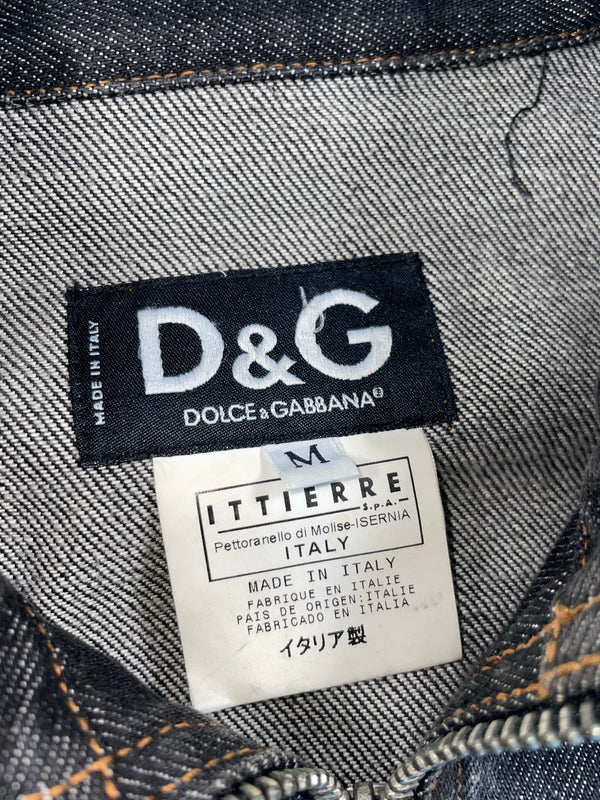 MADE IN ITALY
D&G
DOLCE & GABBANA®
M
ITTIERRE
S.p.A.
Pettoranello di Molise-ISERNIA
ITALY
MADE IN ITALY
FABRIQUE EN ITALIE
PAIS DE ORIGEN:ITALIE
FABRICADO EN ITALIA
イタリア製